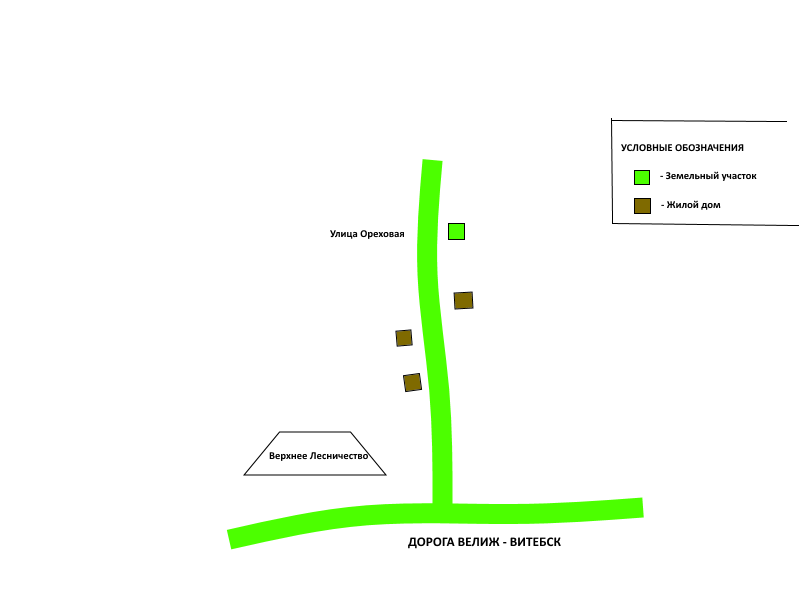 УСЛОВНЫЕ ОБОЗНАЧЕНИЯ
- Земельный участок
- Жилой дом
Улица Ореховая
Верхнее Лесничество
ДОРОГА ВЕЛИЖ - ВИТЕБСК